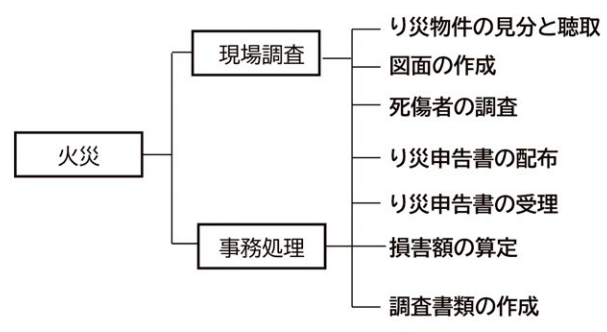 火災
現場調査
事務処理
り災物件の見分と聴取
図面の作成
死傷者の調査
り災申告書の配布
り災申告書の受理
損害額の算定
調査書類の作成